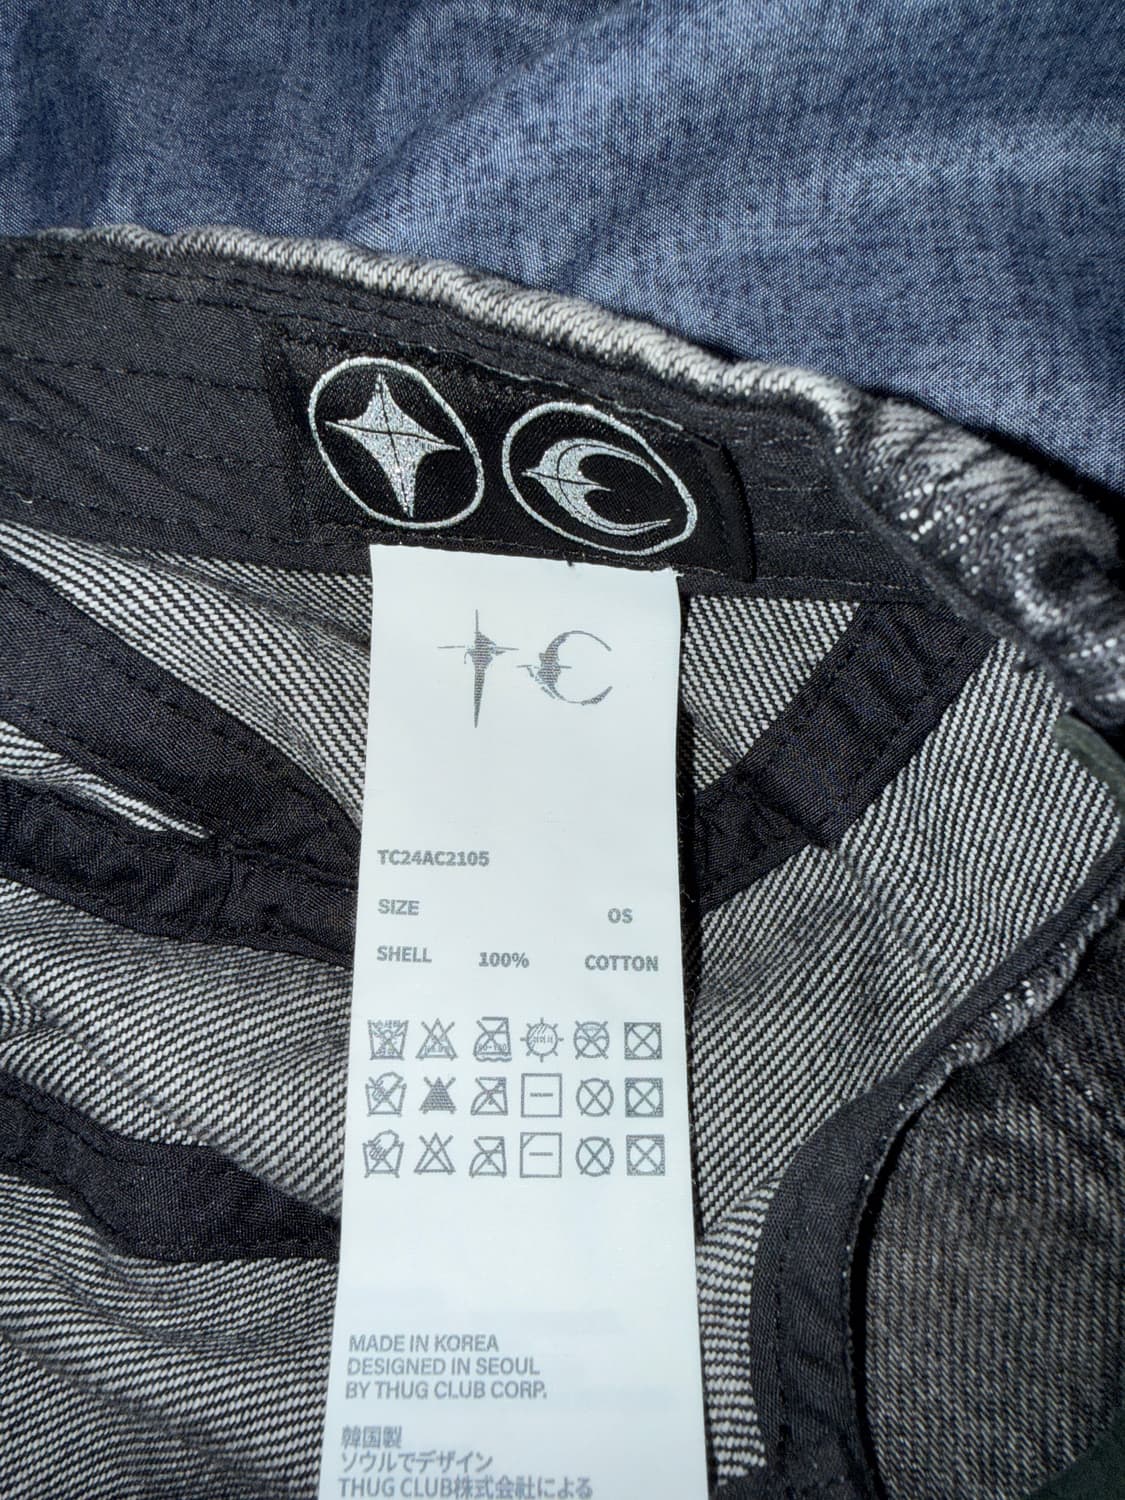 TC
TC24AC2105
SIZE OS
SHELL 100% COTTON
MADE IN KOREA
DESIGNED IN SEOUL
BY THUG CLUB CORP.
韓国製
ソウルでデザイン
THUG CLUB株式会社による